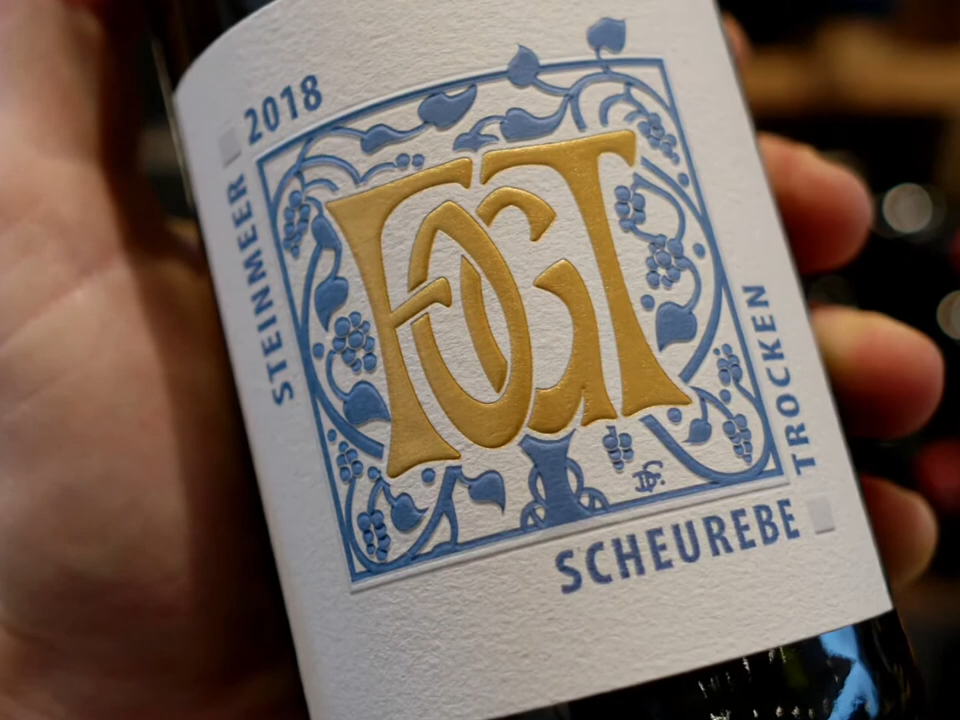 STEINMEER
2018
FOGT
TROCKEN
SCHEUREBE